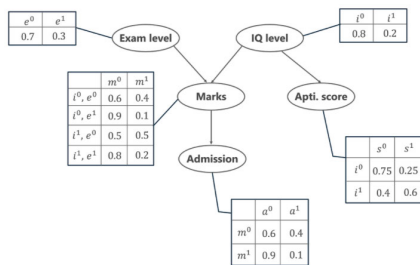 e⁰ e¹
0.7 0.3
Exam level
IQ level
i⁰ i¹
0.8 0.2
m⁰ m¹
i⁰, e⁰ 0.6 0.4
i⁰, e¹ 0.9 0.1
i¹, e⁰ 0.5 0.5
i¹, e¹ 0.8 0.2
Marks
Apti. score
s⁰ s¹
i⁰ 0.75 0.25
i¹ 0.4 0.6
Admission
a⁰ a¹
m⁰ 0.6 0.4
m¹ 0.9 0.1